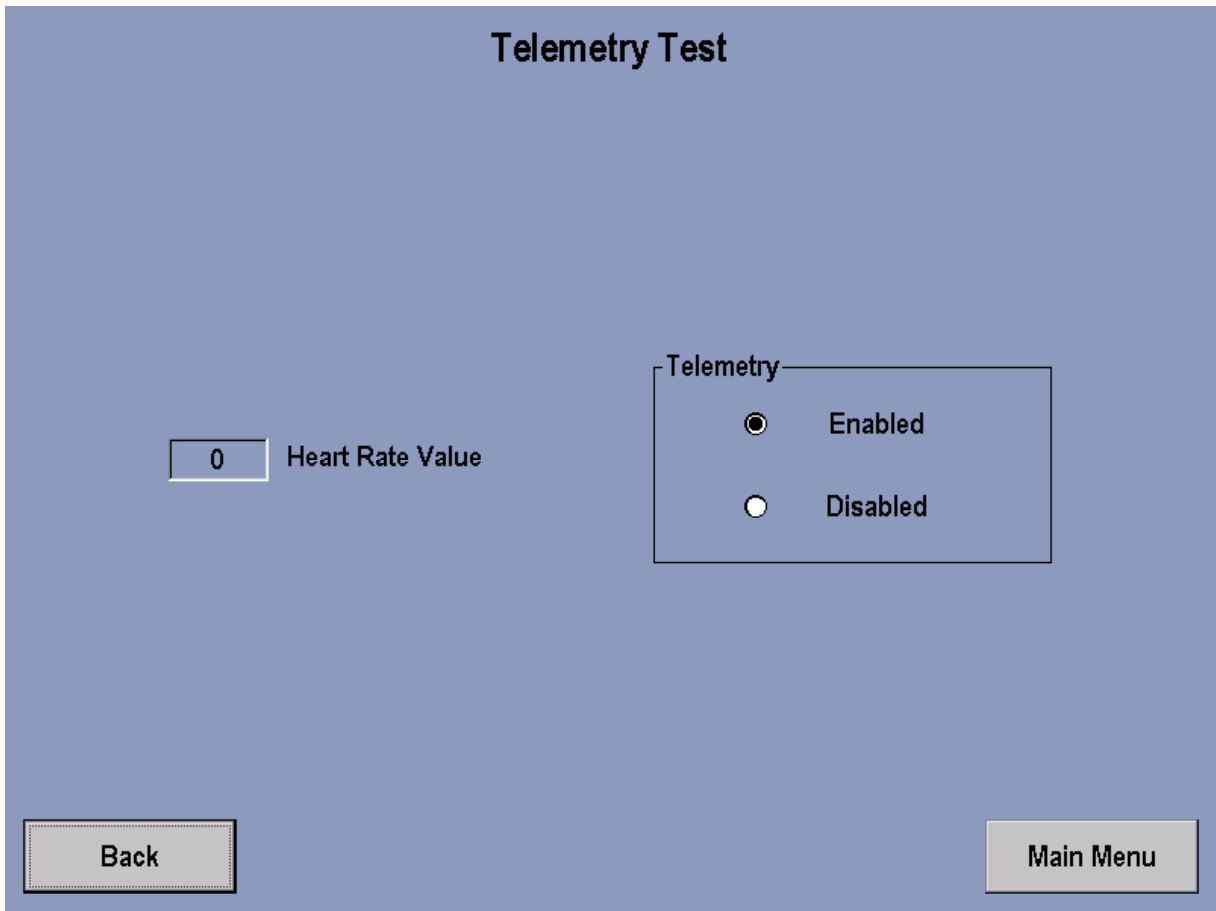 Telemetry Test
Telemetry
Enabled
0 Heart Rate Value
Disabled
Back
Main Menu